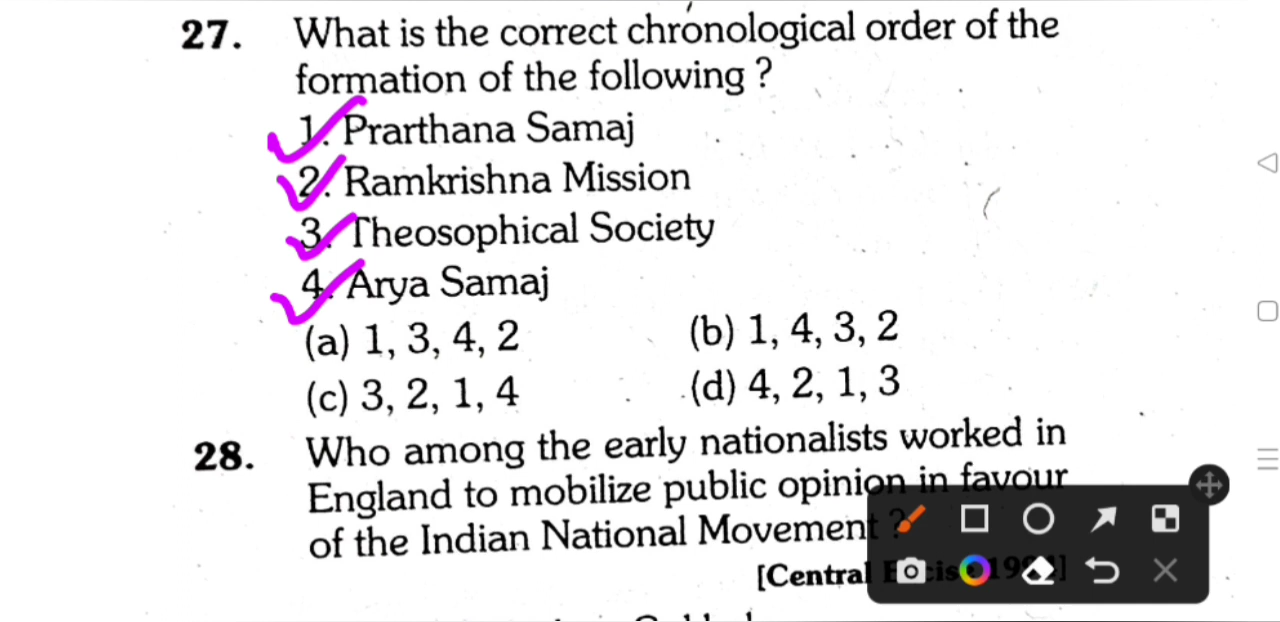 27. What is the correct chronological order of the
formation of the following ?
1. Prarthana Samaj
2. Ramkrishna Mission
3. Theosophical Society
4. Arya Samaj
(a) 1, 3, 4, 2 (b) 1, 4, 3, 2
(c) 3, 2, 1, 4 (d) 4, 2, 1, 3
28. Who among the early nationalists worked in
England to mobilize public opinion in favour
of the Indian National Movement ?
[Central